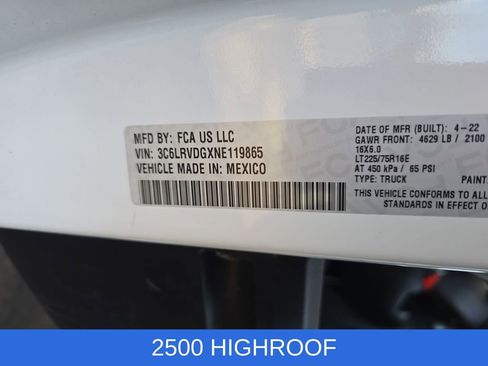 MFD BY: FCA US LLC
VIN: 3C6LRVDGXNE119865
VEHICLE MADE IN: MEXICO
DATE OF MFR (BUILT): 4-22
GAWR FRONT: 4629 LB / 2100
16X6.0
LT225/75R16E
AT 450 kPa / 65 PSI
TYPE: TRUCK PAINT:
THIS VEHICLE CONFORMS TO AL
STANDARDS IN EFFECT O
2500 HIGHROOF